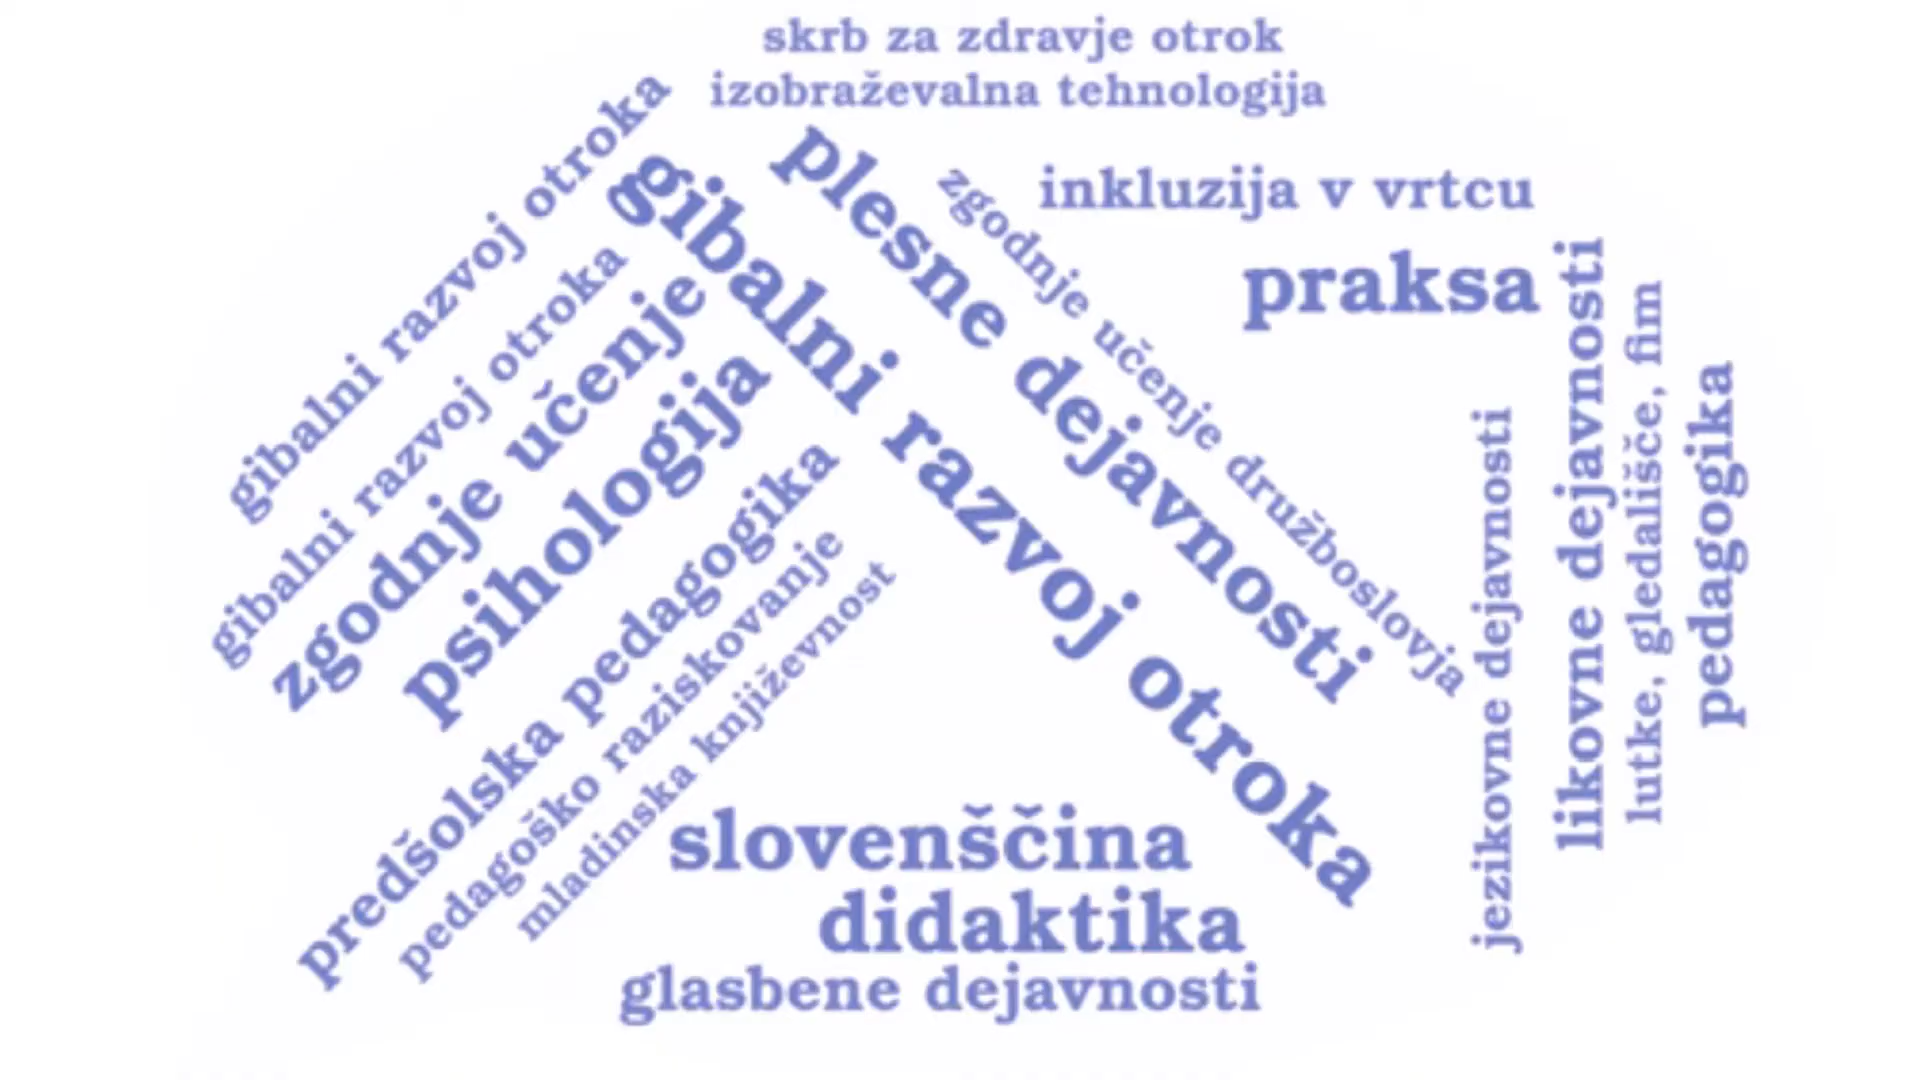 skrb za zdravje otrok
izobraževalna tehnologija
gibalni razvoj otroka
gibalni razvoj otroka
zgodnje učenje
psihologija
predšolska pedagogika
pedagoško raziskovanje
mladinska književnost
gibalni razvoj otroka
plesne dejavnosti
zgodnje učenje družboslovja
inkluzija v vrtcu
praksa
jezikovne dejavnosti
likovne dejavnosti
lutke, gledališče, fim
pedagogika
slovenščina
didaktika
glasbene dejavnosti